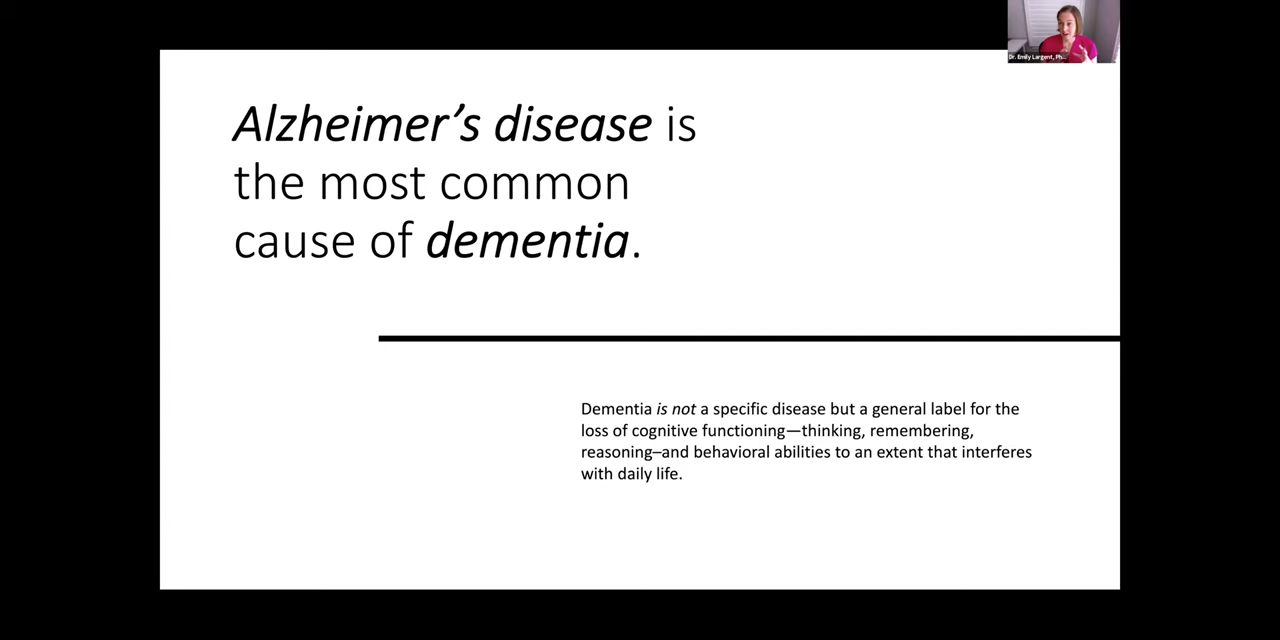 Dr. Emily Largent, Ph...
Alzheimer’s disease is
the most common
cause of dementia.
Dementia is not a specific disease but a general label for the
loss of cognitive functioning—thinking, remembering,
reasoning–and behavioral abilities to an extent that interferes
with daily life.